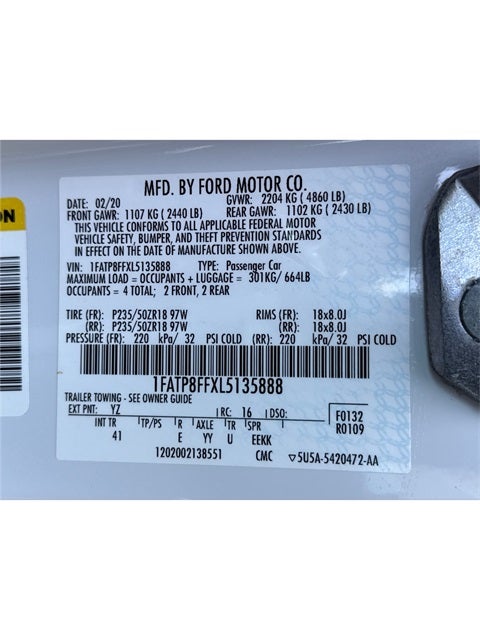 ON
MFD. BY FORD MOTOR CO.
DATE: 02/20 GVWR: 2204 KG ( 4860 LB)
FRONT GAWR: 1107 KG ( 2440 LB) REAR GAWR: 1102 KG ( 2430 LB)
THIS VEHICLE CONFORMS TO ALL APPLICABLE FEDERAL MOTOR
VEHICLE SAFETY, BUMPER, AND THEFT PREVENTION STANDARDS
IN EFFECT ON THE DATE OF MANUFACTURE SHOWN ABOVE.
VIN: 1FATP8FFXL5135888 TYPE: Passenger Car
MAXIMUM LOAD = OCCUPANTS + LUGGAGE = 301KG/ 664LB
OCCUPANTS = 4 TOTAL; 2 FRONT, 2 REAR
TIRE (FR): P235/50ZR18 97W RIMS (FR): 18x8.0J
(RR): P235/50ZR18 97W (RR): 18x8.0J
PRESSURE (FR): 220 kPa/ 32 PSI COLD (RR): 220 kPa/ 32 PSI COLD
1FATP8FFXL5135888
TRAILER TOWING - SEE OWNER GUIDE
EXT PNT: YZ RC: 16 DSO: F0132
R0109
INT TR TP/PS R AXLE TR SPR
41 E YY U EEKK
1202002138551 CMC ▽5U5A-5420472-AA